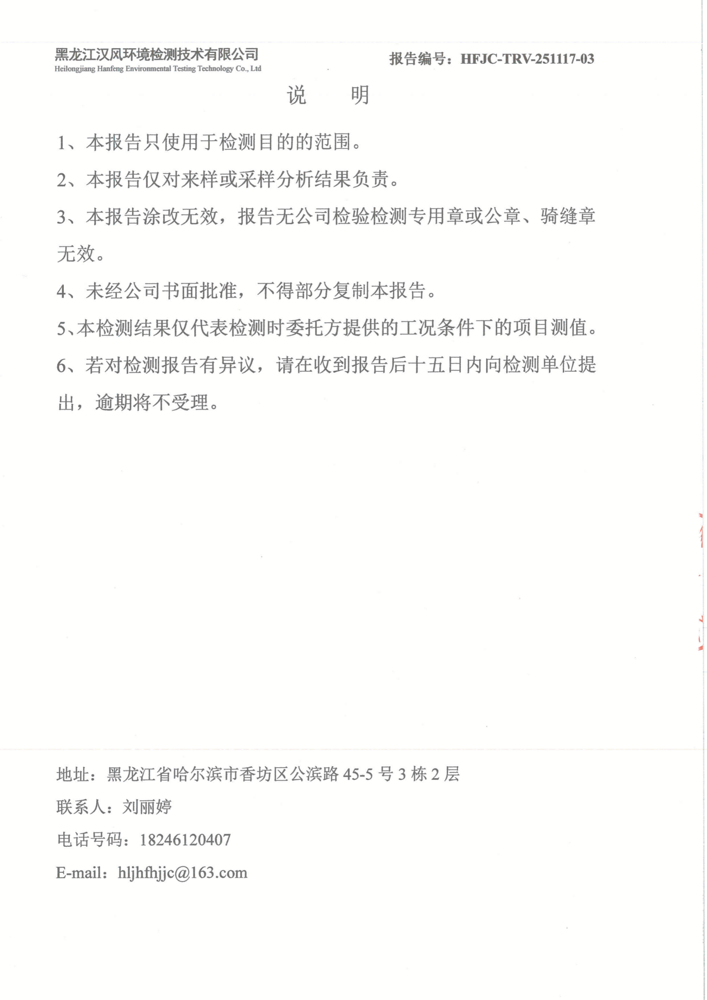 黑龙江汉风环境检测技术有限公司
Heilongjiang Hanfeng Environmental Testing Technology Co., Ltd
报告编号：HFJC-TRV-251117-03
说 明
1、本报告只使用于检测目的的范围。
2、本报告仅对来样或采样分析结果负责。
3、本报告涂改无效，报告无公司检验检测专用章或公章、骑缝章
无效。
4、未经公司书面批准，不得部分复制本报告。
5、本检测结果仅代表检测时委托方提供的工况条件下的项目测值。
6、若对检测报告有异议，请在收到报告后十五日内向检测单位提
出，逾期将不受理。
地址：黑龙江省哈尔滨市香坊区公滨路 45-5 号 3 栋 2 层
联系人：刘丽婷
电话号码：18246120407
E-mail：hljhfhjjc@163.com